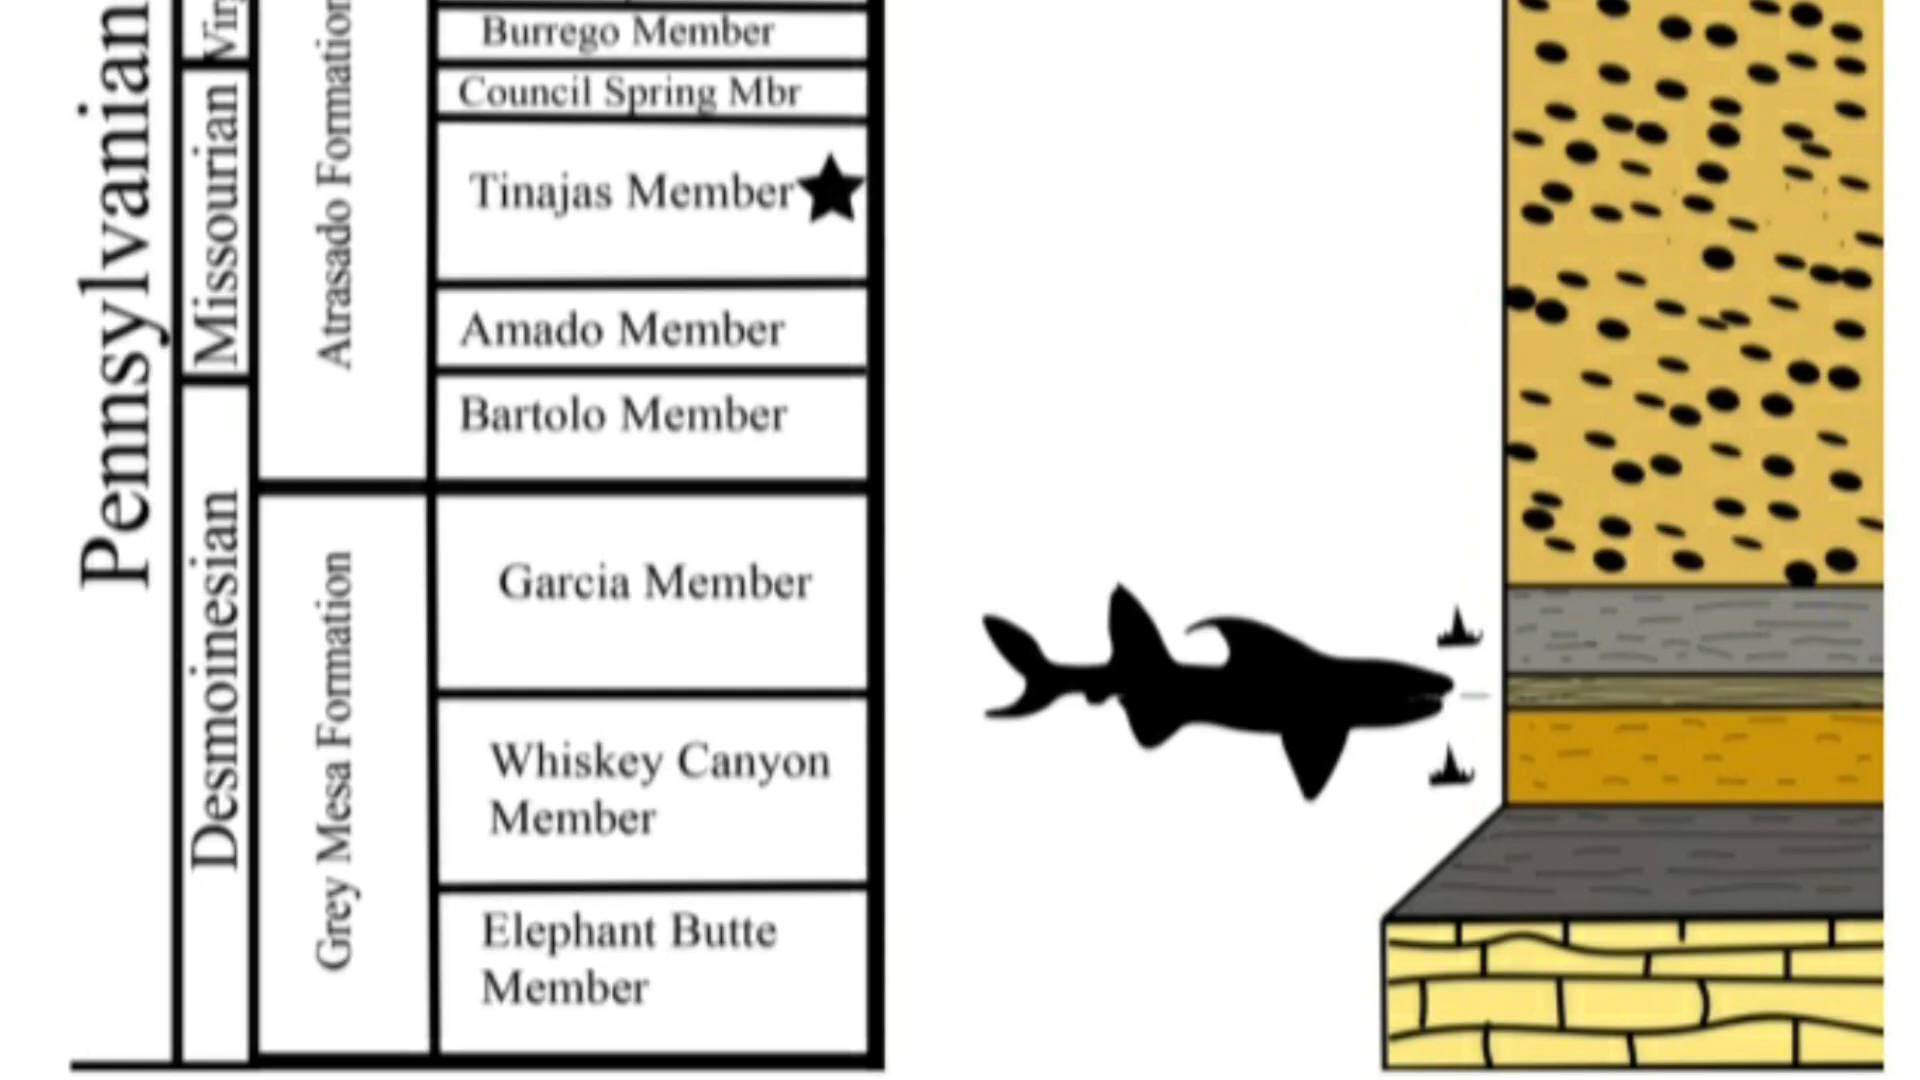 Pennsylvanian
Vir
Missourian
Desmoinesian
Atrasado Formation
Grey Mesa Formation
Burrego Member
Council Spring Mbr
Tinajas Member
Amado Member
Bartolo Member
Garcia Member
Whiskey Canyon
Member
Elephant Butte
Member